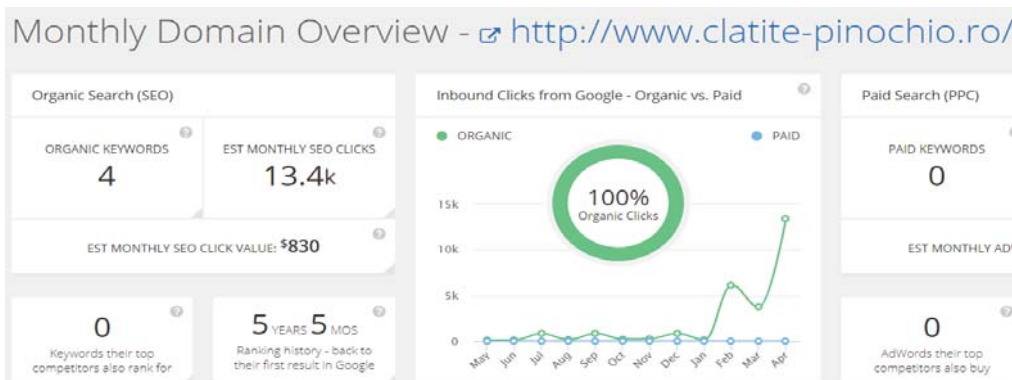 Monthly Domain Overview - http://www.clatite-pinochio.ro/
Organic Search (SEO)
ORGANIC KEYWORDS
4
EST MONTHLY SEO CLICKS
13.4k
EST MONTHLY SEO CLICK VALUE: $830
0
Keywords their top
competitors also rank for
5 YEARS 5 MOS
Ranking history - back to
their first result in Google
Inbound Clicks from Google - Organic vs. Paid
ORGANIC
PAID
100%
Organic Clicks
15k
10k
5k
0
May Jun Jul Aug Sep Oct Nov Dec Jan Feb Mar Apr
Paid Search (PPC)
PAID KEYWORDS
0
EST MONTHLY AD
0
AdWords their top
competitors also buy